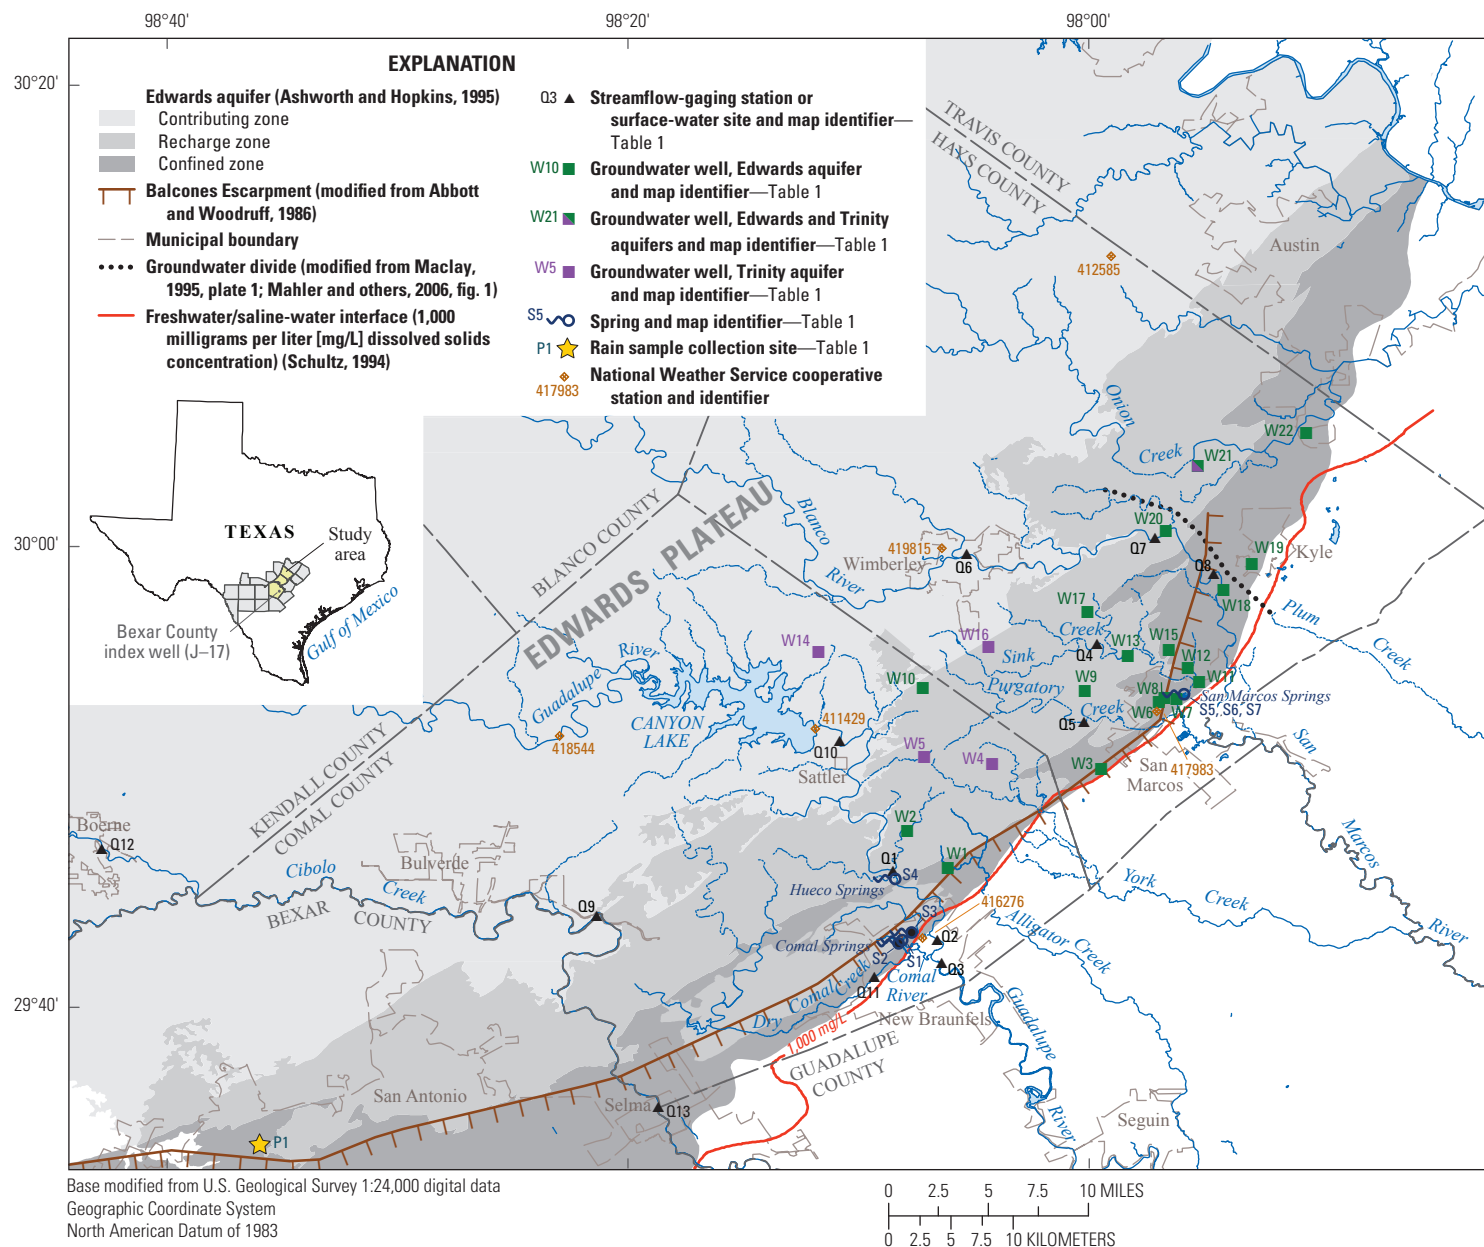 98°40'
98°20'
98°00'
30°20'
30°00'
29°40'
EXPLANATION
Edwards aquifer (Ashworth and Hopkins, 1995)
Contributing zone
Recharge zone
Confined zone
Balcones Escarpment (modified from Abbott
and Woodruff, 1986)
Municipal boundary
Groundwater divide (modified from Maclay,
1995, plate 1; Mahler and others, 2006, fig. 1)
Freshwater/saline-water interface (1,000
milligrams per liter [mg/L] dissolved solids
concentration) (Schultz, 1994)
Q3 Streamflow-gaging station or
surface-water site and map identifier—
Table 1
W10 Groundwater well, Edwards aquifer
and map identifier—Table 1
W21 Groundwater well, Edwards and Trinity
aquifers and map identifier—Table 1
W5 Groundwater well, Trinity aquifer
and map identifier—Table 1
S5 Spring and map identifier—Table 1
P1 Rain sample collection site—Table 1
417983 National Weather Service cooperative
station and identifier
TEXAS
Study
area
Bexar County
index well (J–17)
Gulf of Mexico
TRAVIS COUNTY
HAYS COUNTY
Austin
412585
Onion
Creek
W21
W22
W20
Q7
Q8
W19
Kyle
W18
Plum
Creek
BLANCO COUNTY
EDWARDS PLATEAU
Blanco
River
419815
Wimberley
Q6
W17
Creek
Q4
W13
W15
W12
W11
W16
Sink
Purgatory
Creek
W9
Q5
W8
W6
W7
San Marcos Springs
S5, S6, S7
417983
San
Marcos
W3
San
Marcos
River
W14
W10
River
Guadalupe
CANYON
LAKE
418544
411429
Q10
Sattler
W5
W4
KENDALL COUNTY
COMAL COUNTY
Boerne
Q12
Bulverde
Cibolo
Creek
BEXAR COUNTY
Q9
W2
W1
Q1
S4
Hueco Springs
S3
416276
Comal Springs
S2
S1
Q2
Q3
Q11
Comal
River
Dry Comal Creek
Alligator Creek
York
Creek
New Braunfels
1,000 mg/L
GUADALUPE
COUNTY
Guadalupe
River
Seguin
San Antonio
Selma
Q13
P1
Base modified from U.S. Geological Survey 1:24,000 digital data
Geographic Coordinate System
North American Datum of 1983
0 2.5 5 7.5 10 MILES
0 2.5 5 7.5 10 KILOMETERS